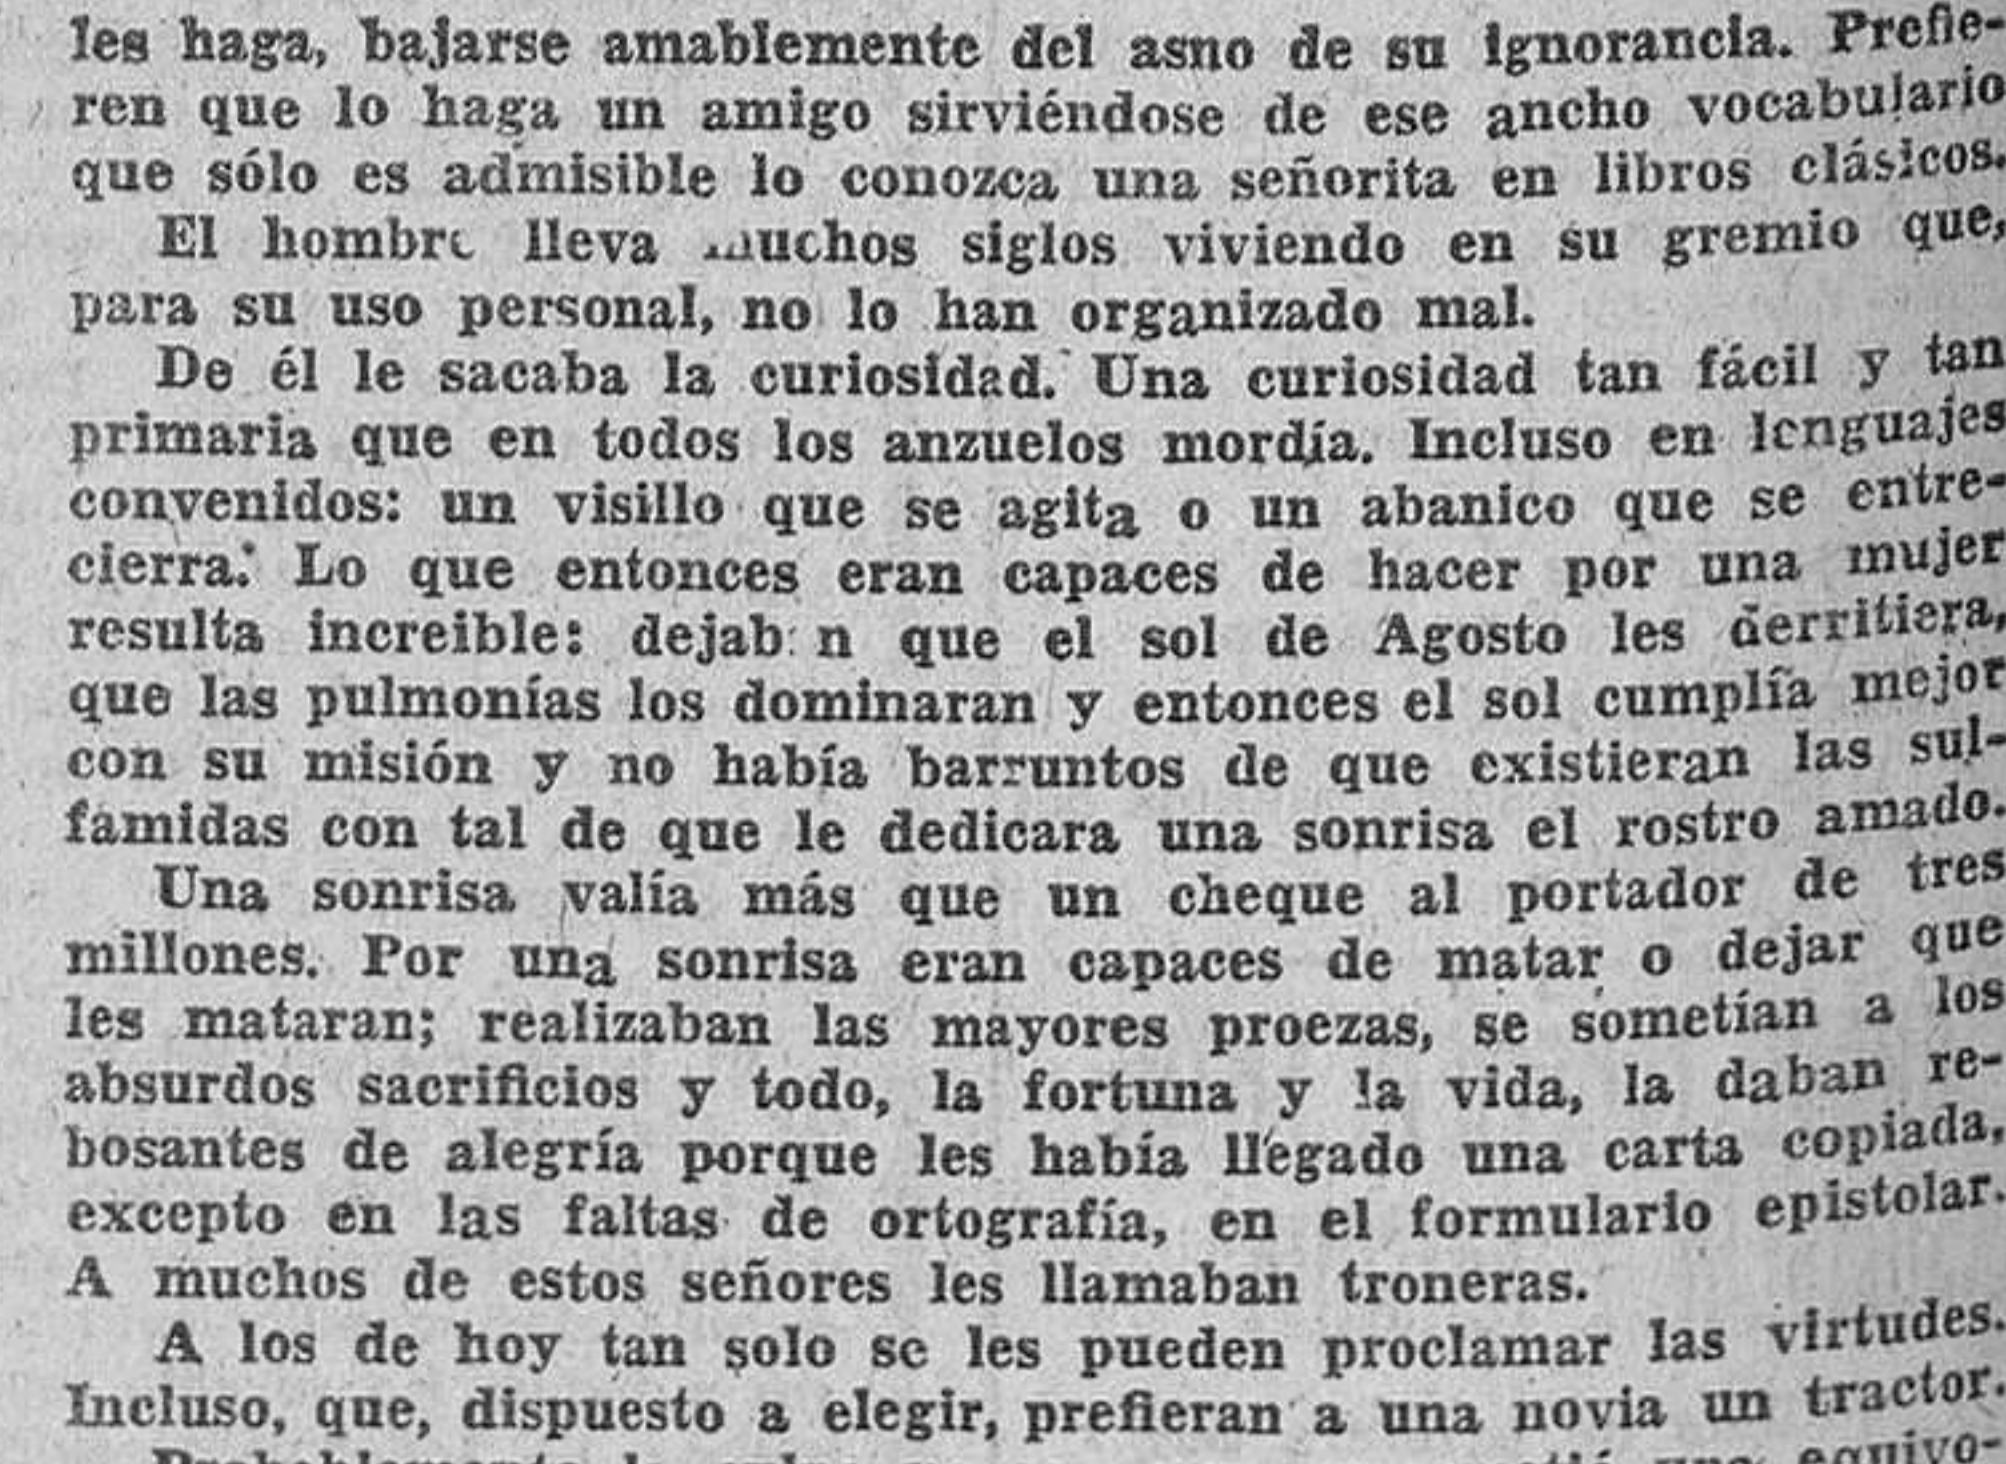 les haga, bajarse amablemente del asno de su ignorancia. Prefie-
ren que lo haga un amigo sirviéndose de ese ancho vocabulario
que sólo es admisible lo conozca una señorita en libros clásicos.
El hombre lleva muchos siglos viviendo en su gremio que,
para su uso personal, no lo han organizado mal.
De él le sacaba la curiosidad. Una curiosidad tan fácil y tan
primaria que en todos los anzuelos mordía. Incluso en lenguajes
convenidos: un visillo que se agita o un abanico que se entre-
cierra. Lo que entonces eran capaces de hacer por una mujer
resulta increible: dejaban que el sol de Agosto les derritiera,
que las pulmonías los dominaran y entonces el sol cumplía mejor
con su misión y no había barruntos de que existieran las sul-
famidas con tal de que le dedicara una sonrisa el rostro amado.
Una sonrisa valía más que un cheque al portador de tres
millones. Por una sonrisa eran capaces de matar o dejar que
les mataran; realizaban las mayores proezas, se sometían a los
absurdos sacrificios y todo, la fortuna y la vida, la daban re-
bosantes de alegría porque les había llegado una carta copiada,
excepto en las faltas de ortografía, en el formulario epistolar.
A muchos de estos señores les llamaban troneras.
A los de hoy tan solo se les pueden proclamar las virtudes.
Incluso, que, dispuesto a elegir, prefieran a una novia un tractor.
equivo-